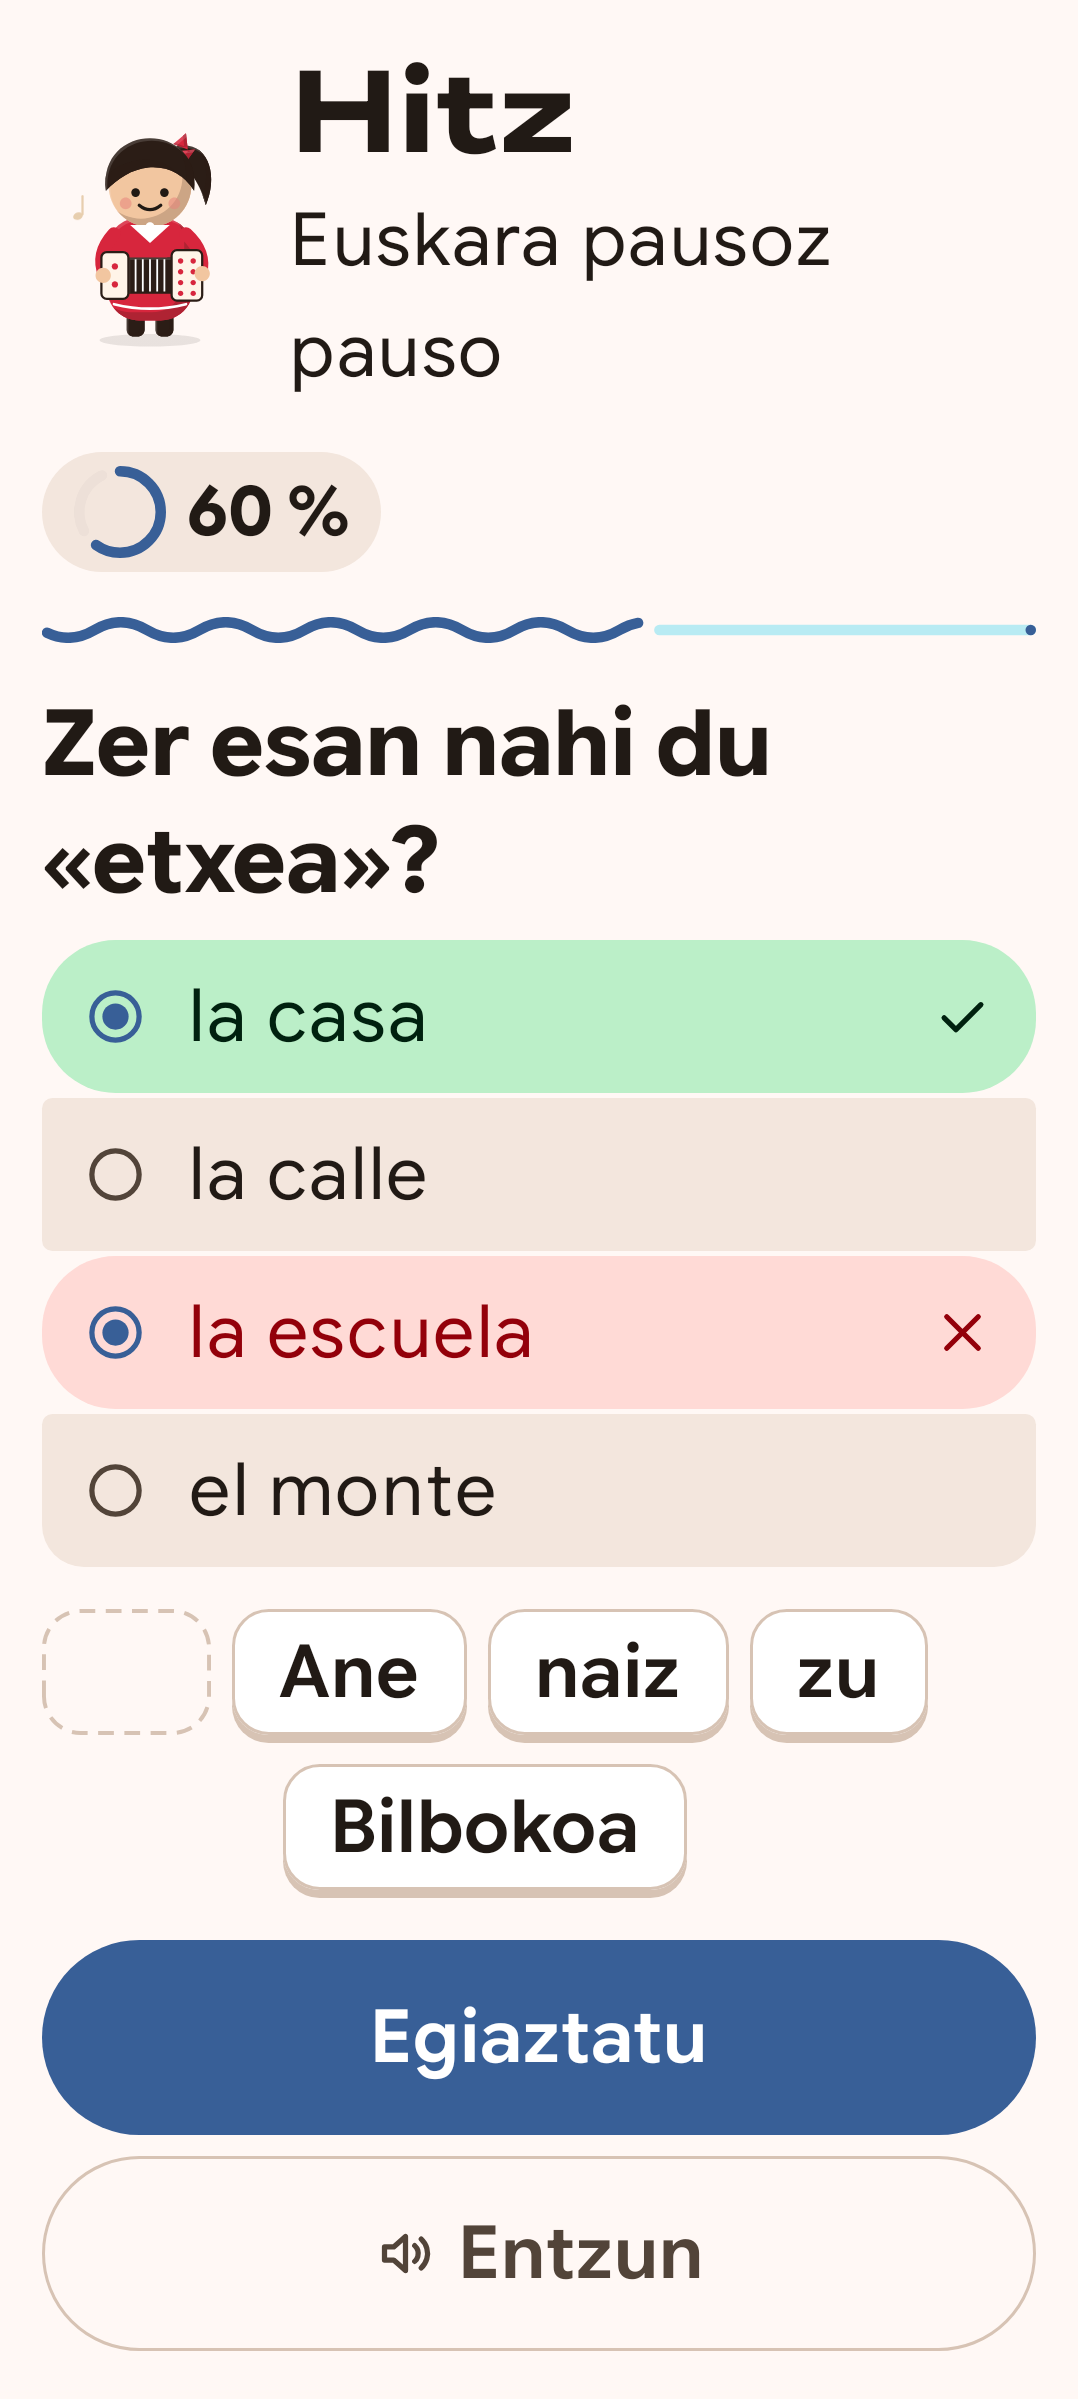 Hitz
Euskara pausoz
pauso
60 %
Zer esan nahi du
«etxea»?
la casa
la calle
la escuela
el monte
Ane naiz zu
Bilbokoa
Egiaztatu
Entzun